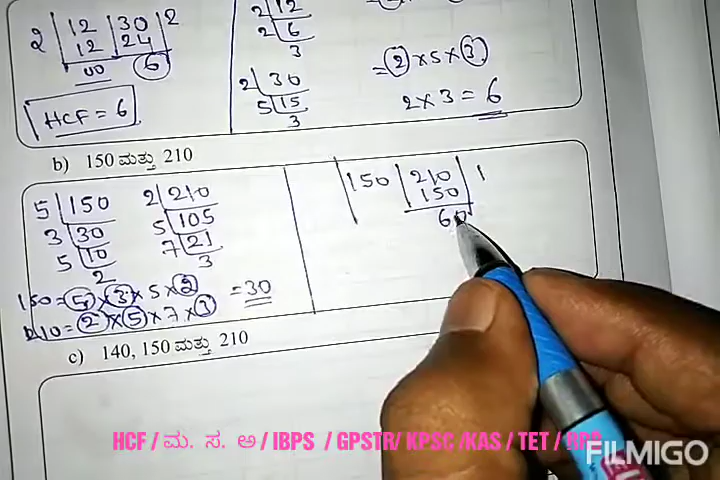 2 | 12 | 30 | 2
12 | 24
00 6
HCF = 6
2 | 12
2 | 6
3
2 | 30
5 | 15
3
= 2 × 5 × 3
2 × 3 = 6
b) 150 ಮತ್ತು 210
5 | 150
3 | 30
5 | 10
2
2 | 210
5 | 105
7 | 21
3
150 = 5 × 3 × 5 × 2
210 = 2 × 5 × 7 × 3
= 30
150 | 210 | 1
150
60
c) 140, 150 ಮತ್ತು 210
HCF / ಮ. ಸ. ಅ / IBPS / GPSTR/ KPSC /KAS / TET /
FILMIGO